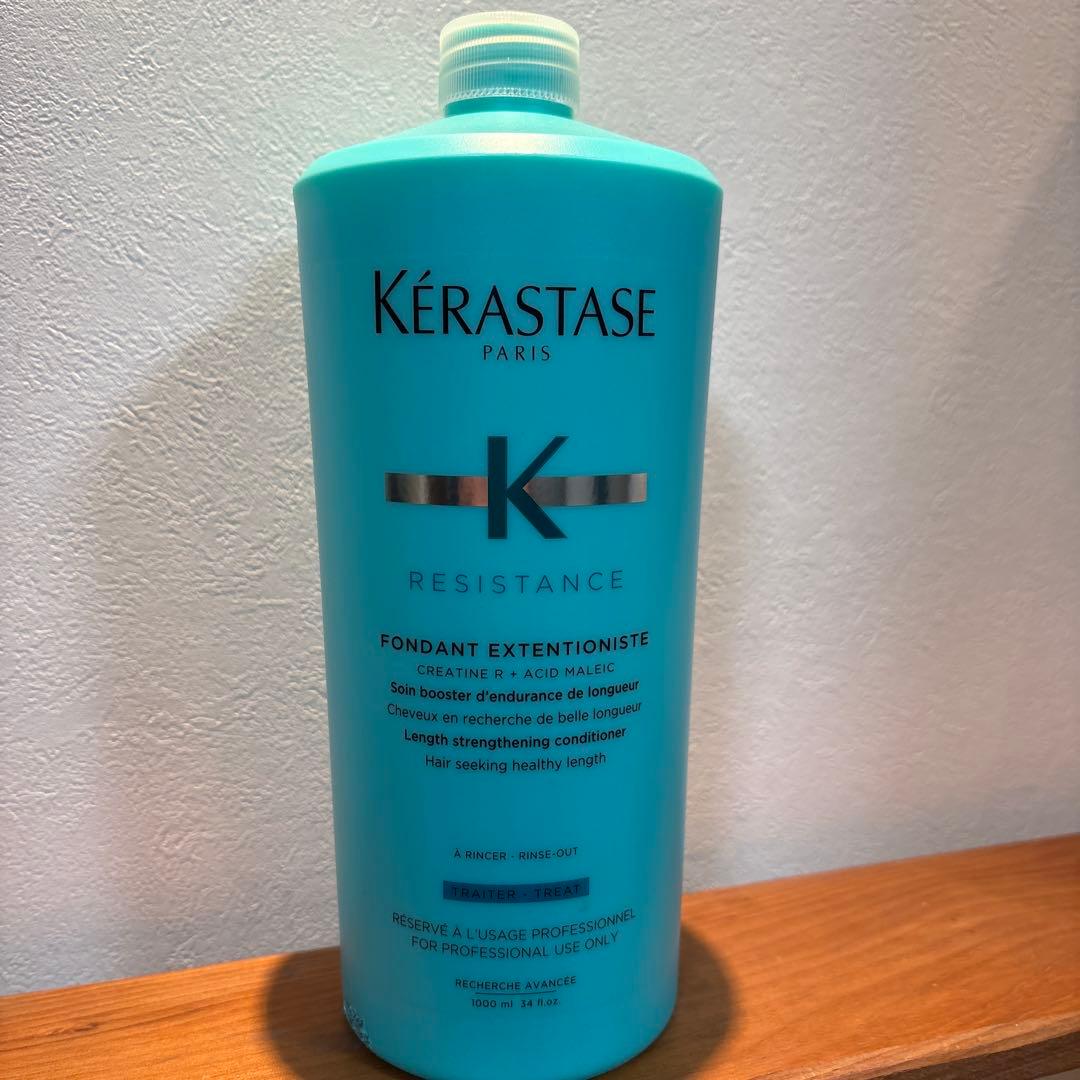 KÉRASTASE
PARIS
K
RESISTANCE
FONDANT EXTENTIONISTE
CREATINE R + ACID MALEIC
Soin booster d'endurance de longueur
Cheveux en recherche de belle longueur
Length strengthening conditioner
Hair seeking healthy length
À RINCER - RINSE-OUT
TRAITER - TREAT
RÉSERVÉ À L'USAGE PROFESSIONNEL
FOR PROFESSIONAL USE ONLY
RECHERCHE AVANCÉE
1000 ml 34 fl.oz.